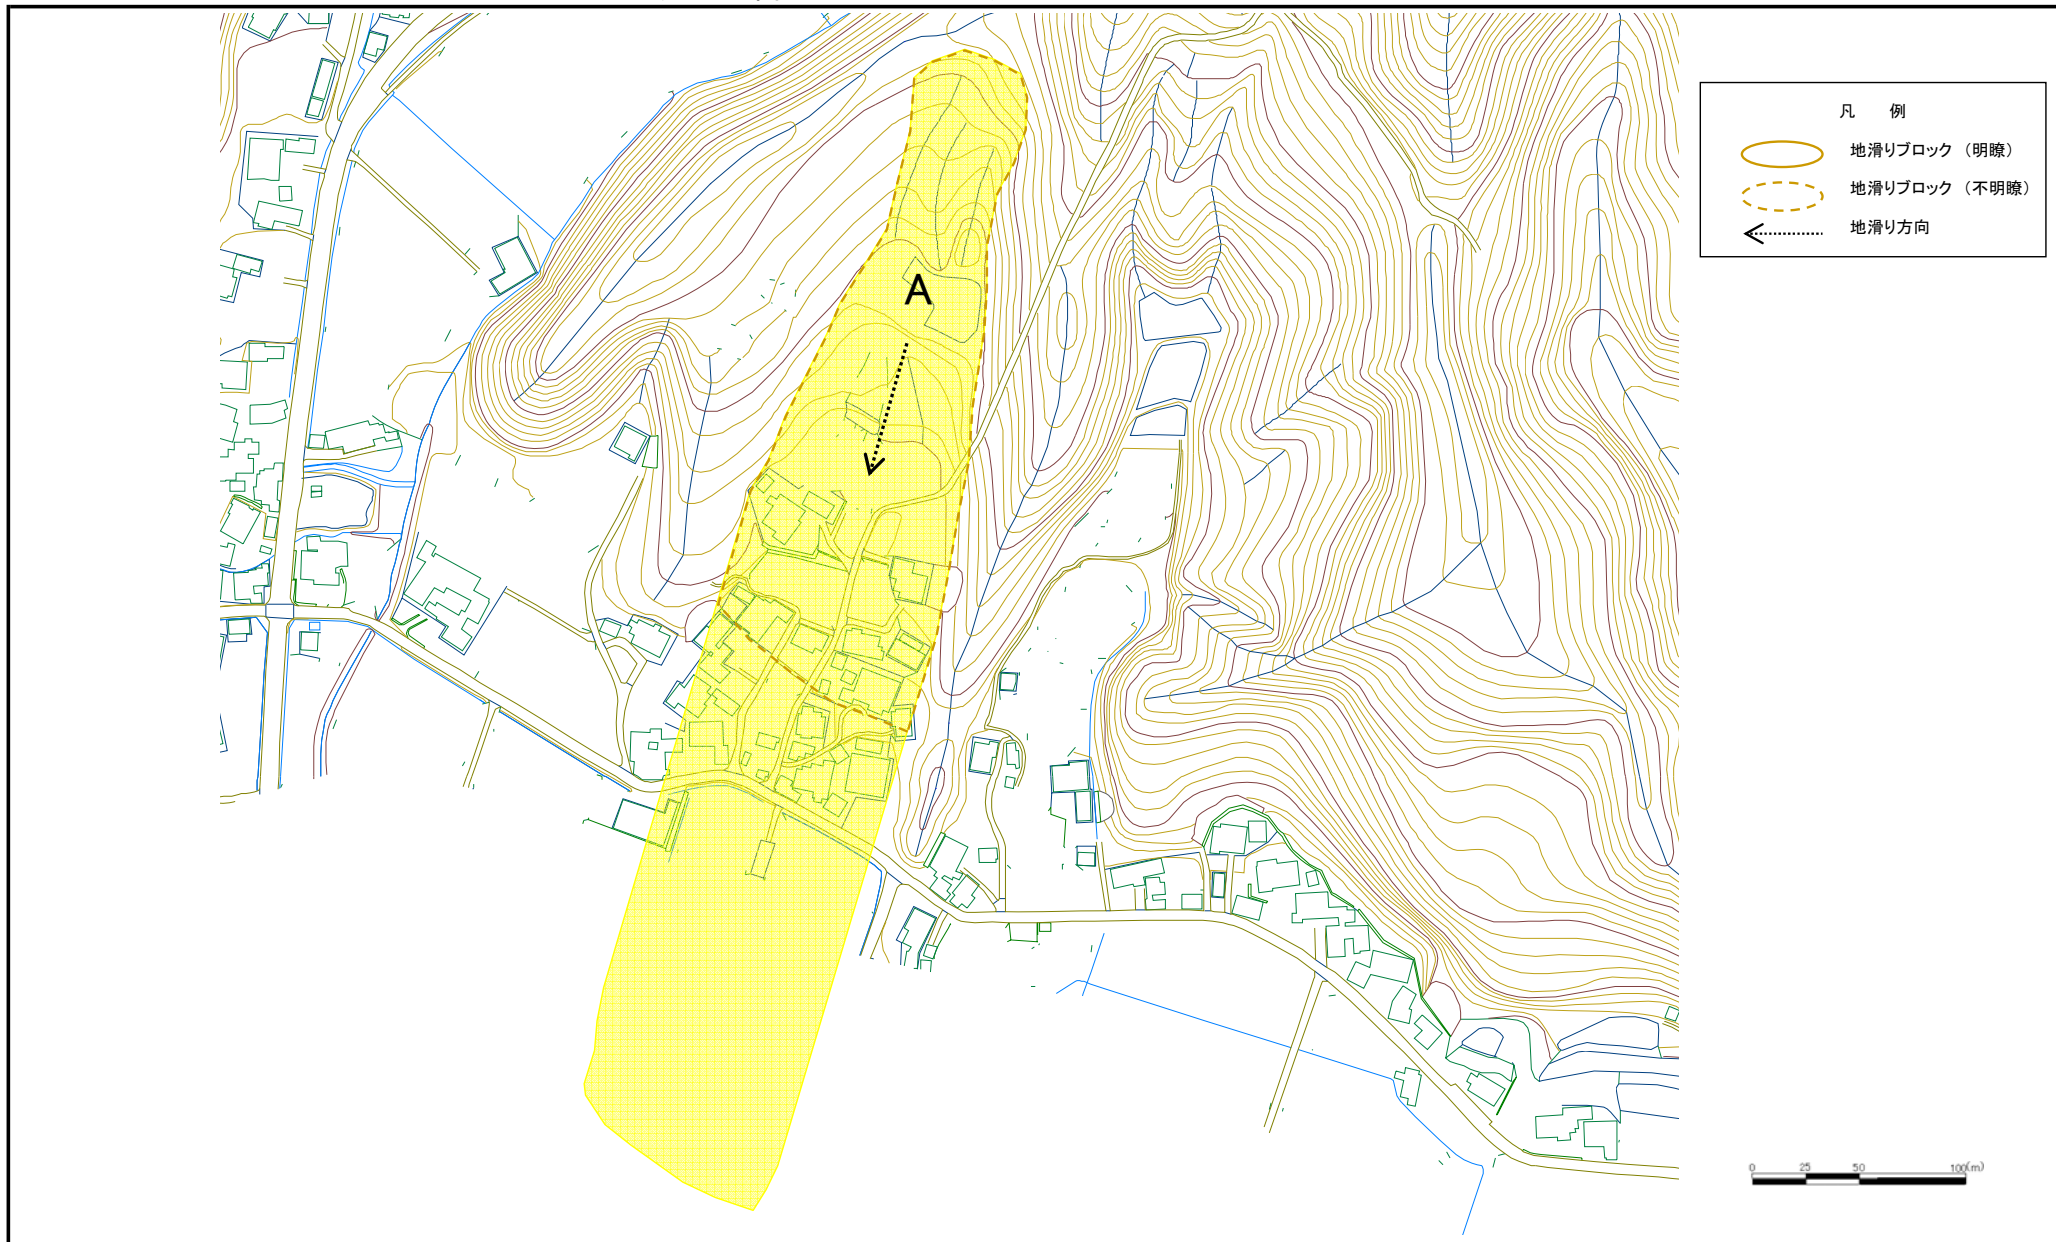 凡　例
地滑りブロック （明瞭）
地滑りブロック （不明瞭）
地滑り方向
A
0 25 50 100(m)